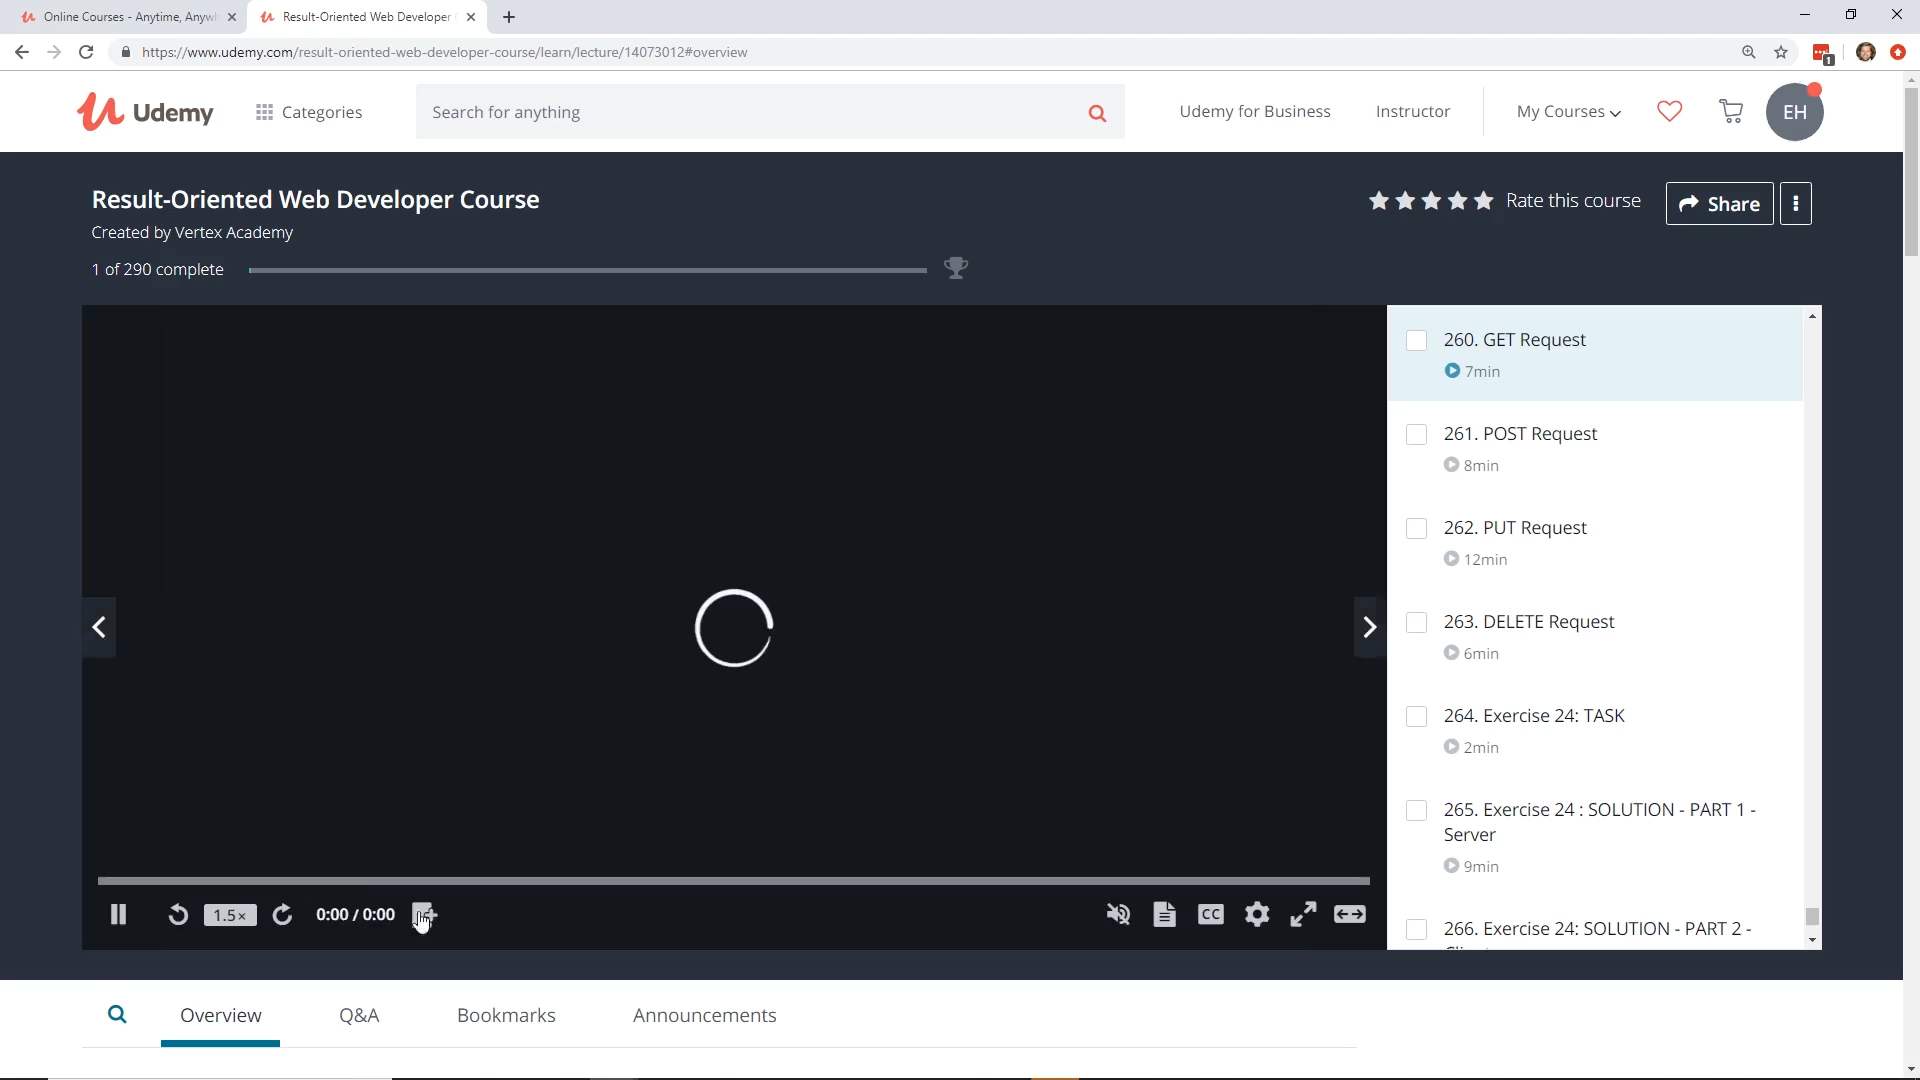 Online Courses - Anytime, Anyw
Result-Oriented Web Developer
https://www.udemy.com/result-oriented-web-developer-course/learn/lecture/14073012#overview
1
Udemy
Categories
Search for anything
Udemy for Business
Instructor
My Courses
EH
Result-Oriented Web Developer Course
Created by Vertex Academy
1 of 290 complete
Rate this course
Share
260. GET Request
7min
261. POST Request
8min
262. PUT Request
12min
263. DELETE Request
6min
264. Exercise 24: TASK
2min
265. Exercise 24 : SOLUTION - PART 1 -
Server
9min
266. Exercise 24: SOLUTION - PART 2 -
1.5×
0:00 / 0:00
CC
Overview
Q&A
Bookmarks
Announcements